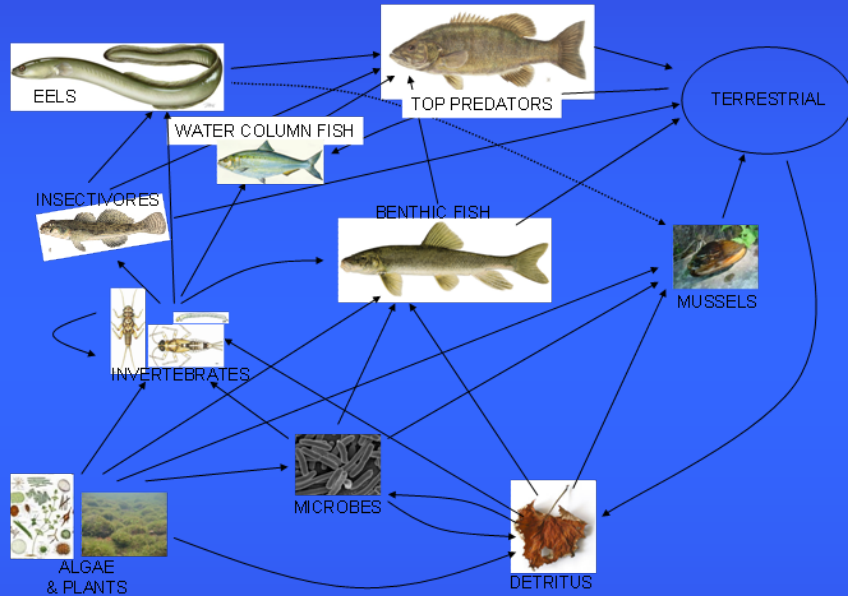 EELS
TOP PREDATORS
TERRESTRIAL
WATER COLUMN FISH
INSECTIVORES
BENTHIC FISH
MUSSELS
INVERTEBRATES
MICROBES
ALGAE
& PLANTS
DETRITUS